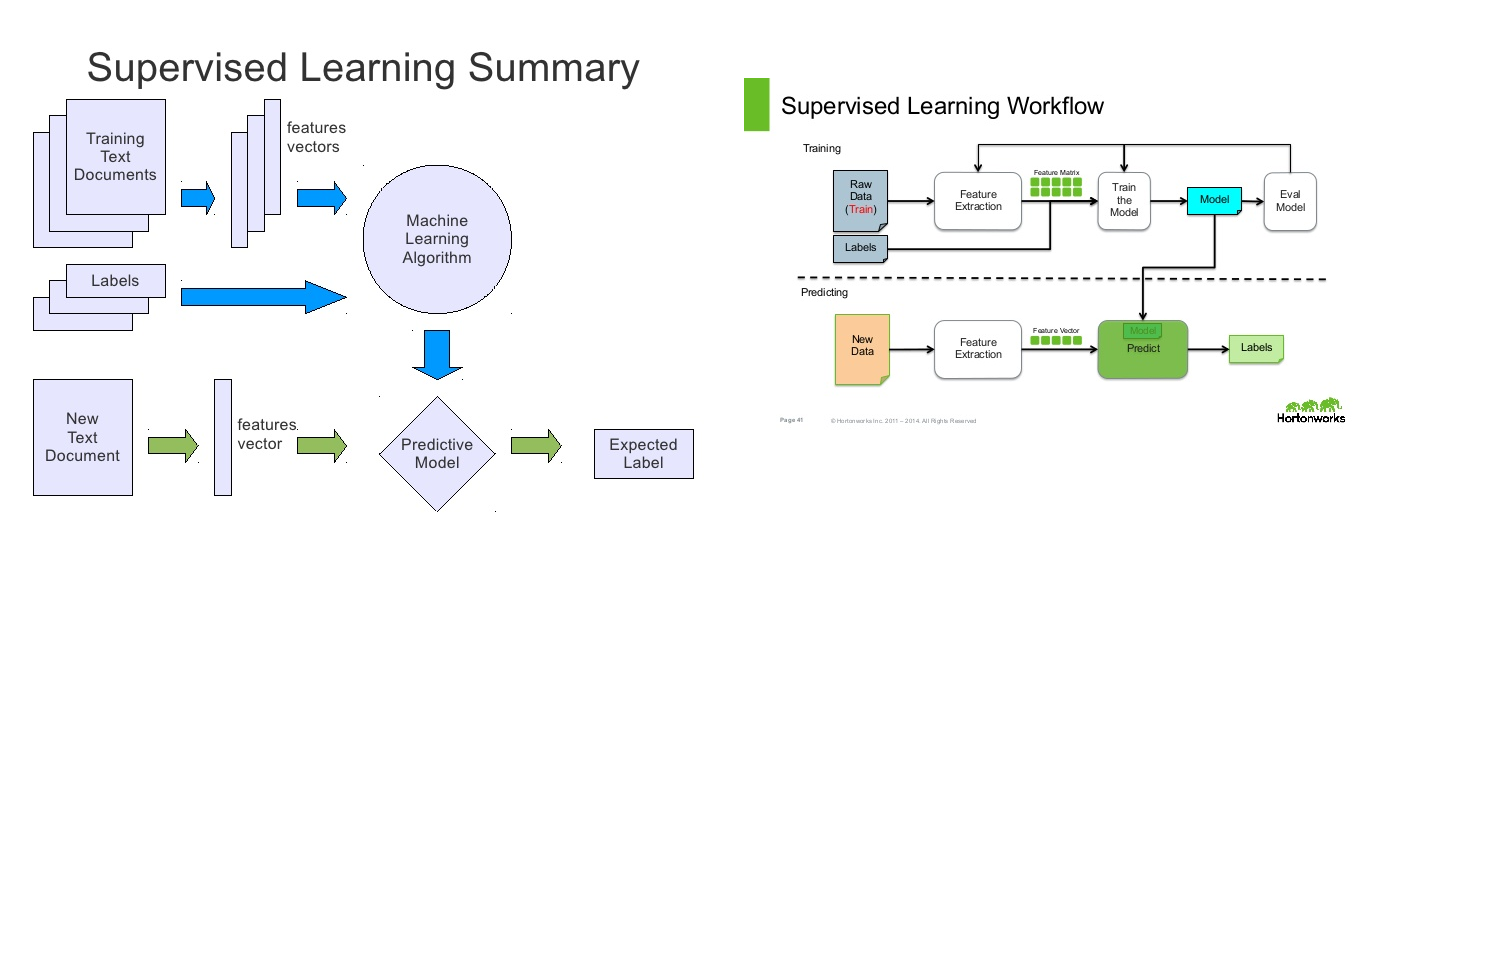 Supervised Learning Summary
Training
Text
Documents
features
vectors
Machine
Learning
Algorithm
Labels
New
Text
Document
features
vector
Predictive
Model
Expected
Label
Supervised Learning Workflow
Training
Raw
Data
(Train)
Labels
Feature
Extraction
Feature Matrix
Train
the
Model
Model
Eval
Model
Predicting
New
Data
Feature
Extraction
Feature Vector
Model
Predict
Labels
Page 41
© Hortonworks Inc. 2011 – 2014. All Rights Reserved
Hortonworks